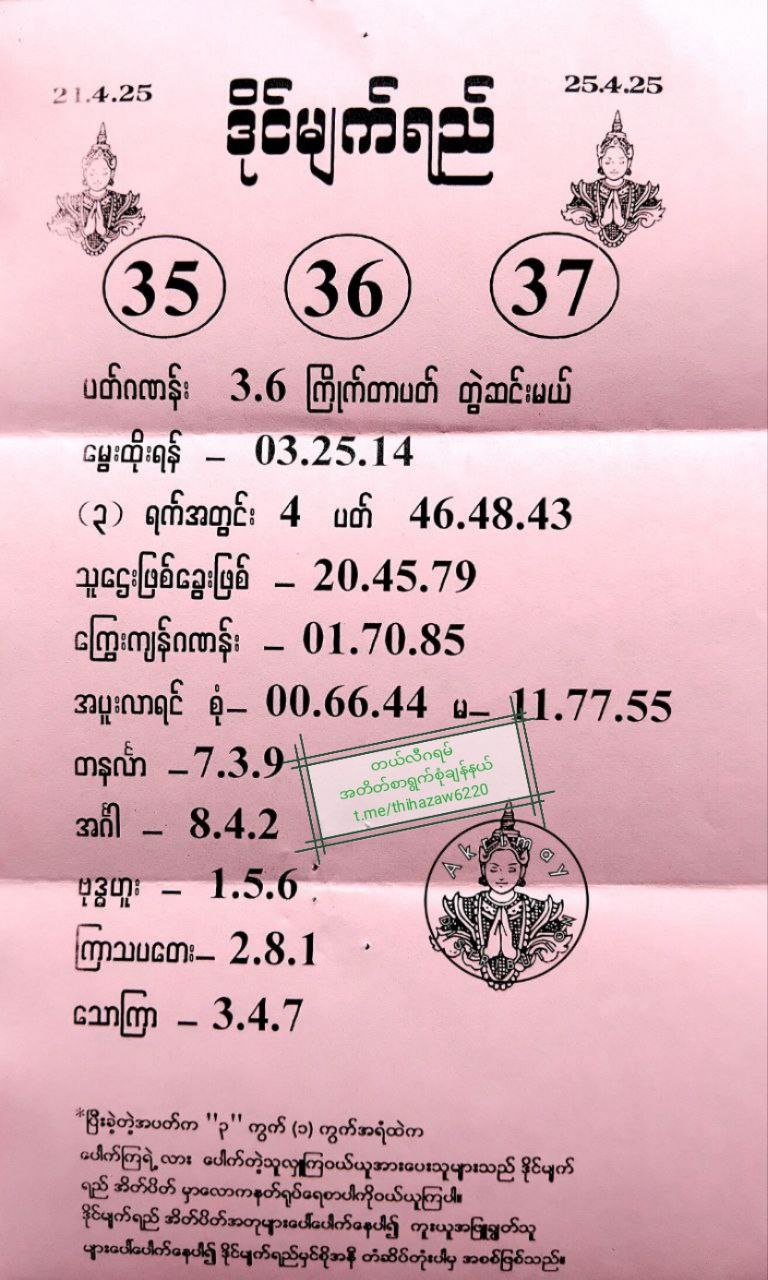 21.4.25
ဒိုင်မျက်ရည်
25.4.25
35 36 37
ပတ်ဂဏန်း 3.6 ကြိုက်တာပတ် တွဲဆင်းမယ်
မွေးထိုးရန် – 03.25.14
(၃) ရက်အတွင်း 4 ပတ် 46.48.43
သူဌေးဖြစ်ခွေးဖြစ် – 20.45.79
ကြွေးကျန်ဂဏန်း – 01.70.85
အပူးလာရင် စုံ– 00.66.44 မ– 11.77.55
တနင်္လာ –7.3.9
တယ်လီဂရမ်
အတိတ်စာရွက်စုံချန်နယ်
t.me/thihazaw6220
အင်္ဂါ – 8.4.2
ဗုဒ္ဓဟူး – 1.5.6
ကြာသပတေး– 2.8.1
သောကြာ – 3.4.7
*ပြီးခဲ့တဲ့အပတ်က "၃" ကွက် (၁) ကွက်အရံထဲက
ပေါက်ကြရဲ့လား ပေါက်တဲ့သူလှူကြဝယ်ယူအားပေးသူများသည် ဒိုင်မျက်
ရည် အိတ်ပိတ် မှာလောကနတ်ရုပ်ရေစာပါကိုဝယ်ယူကြပါ။
ဒိုင်မျက်ရည် အိတ်ပိတ်အတုများပေါ်ပေါက်နေပါ၍ ကူးယူအဖြူရွတ်သူ
များပေါ်ပေါက်နေပါ၍ ဒိုင်မျက်ရည်မှင်စိုအနီ တံဆိပ်တုံးပါမှ အစစ်ဖြစ်သည်။